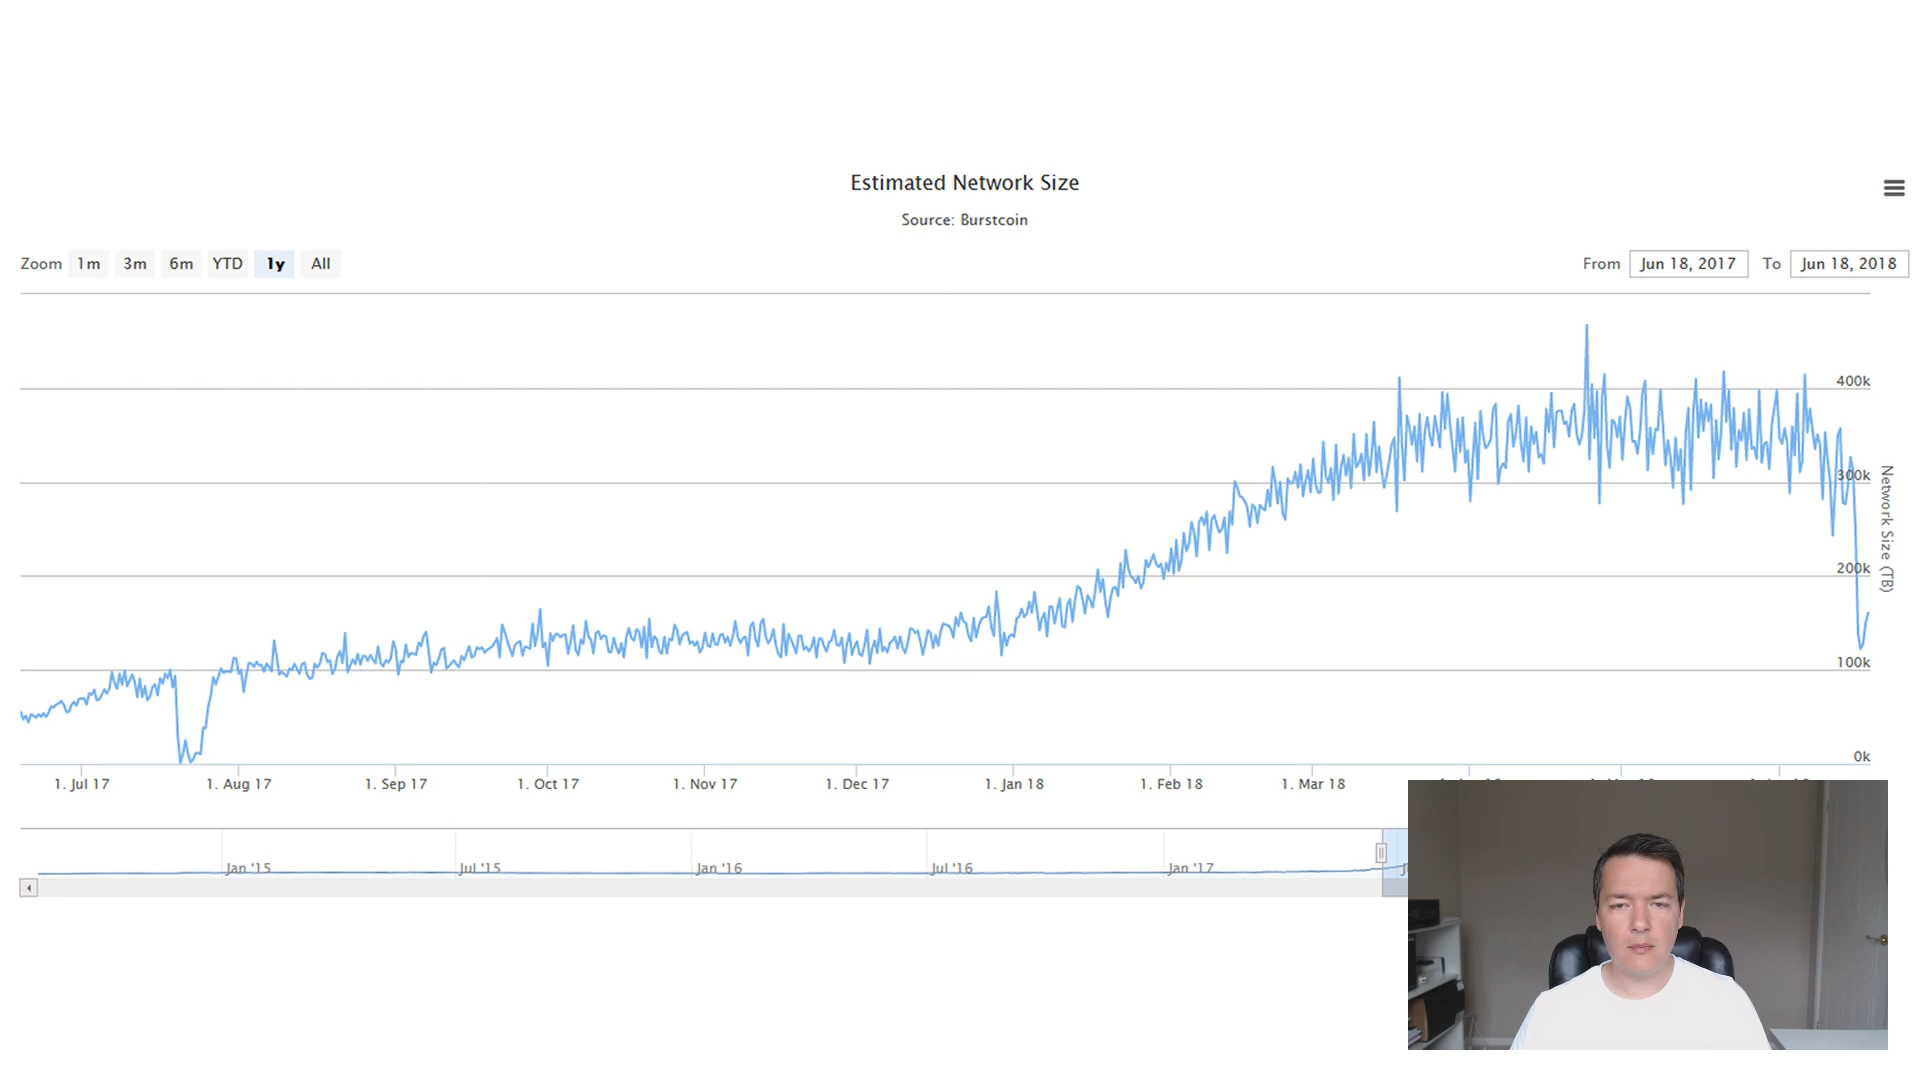 Estimated Network Size
Source: Burstcoin
Zoom 1m 3m 6m YTD 1y All
From Jun 18, 2017 To Jun 18, 2018
400k
300k
200k
100k
0k
Network Size (TB)
1. Jul 17 1. Aug 17 1. Sep 17 1. Oct 17 1. Nov 17 1. Dec 17 1. Jan 18 1. Feb 18 1. Mar 18
Jan '15 Jul '15 Jan '16 Jul '16 Jan '17